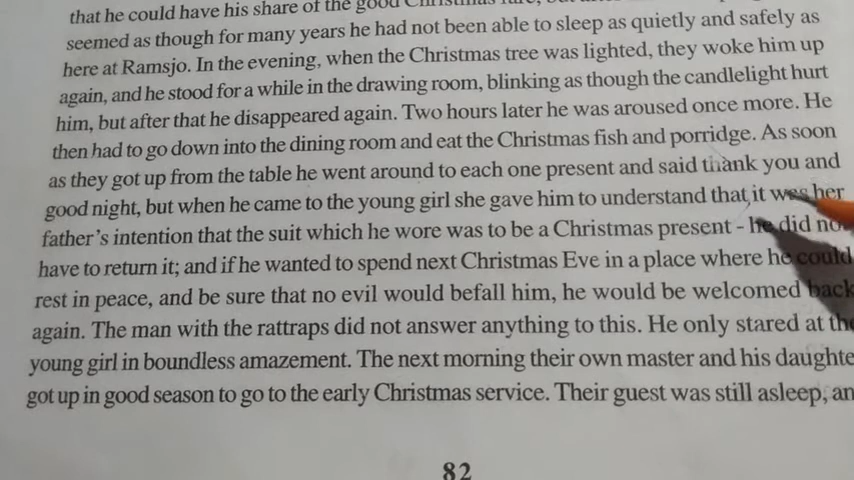 that he could have his share of the good Christmas fare,
seemed as though for many years he had not been able to sleep as quietly and safely as
here at Ramsjo. In the evening, when the Christmas tree was lighted, they woke him up
again, and he stood for a while in the drawing room, blinking as though the candlelight hurt
him, but after that he disappeared again. Two hours later he was aroused once more. He
then had to go down into the dining room and eat the Christmas fish and porridge. As soon
as they got up from the table he went around to each one present and said thank you and
good night, but when he came to the young girl she gave him to understand that it was her
father's intention that the suit which he wore was to be a Christmas present - he did no
have to return it; and if he wanted to spend next Christmas Eve in a place where he could
rest in peace, and be sure that no evil would befall him, he would be welcomed back
again. The man with the rattraps did not answer anything to this. He only stared at the
young girl in boundless amazement. The next morning their own master and his daughte
got up in good season to go to the early Christmas service. Their guest was still asleep, an
82